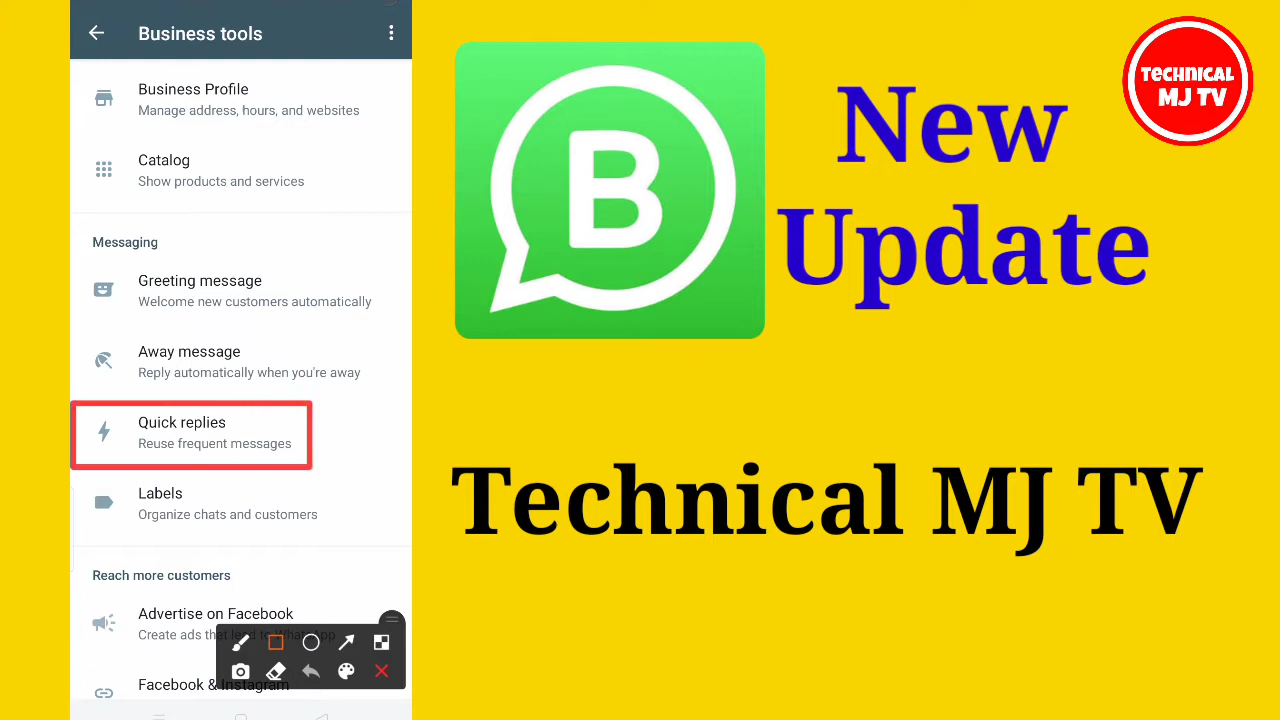 Business tools
Business Profile
Manage address, hours, and websites
Catalog
Show products and services
Messaging
Greeting message
Welcome new customers automatically
Away message
Reply automatically when you're away
Quick replies
Reuse frequent messages
Labels
Organize chats and customers
Reach more customers
Advertise on Facebook
Create ads that lead to WhatsApp
Facebook & Instagram
B
New
Update
Technical MJ TV
TECHNICAL
MJ TV